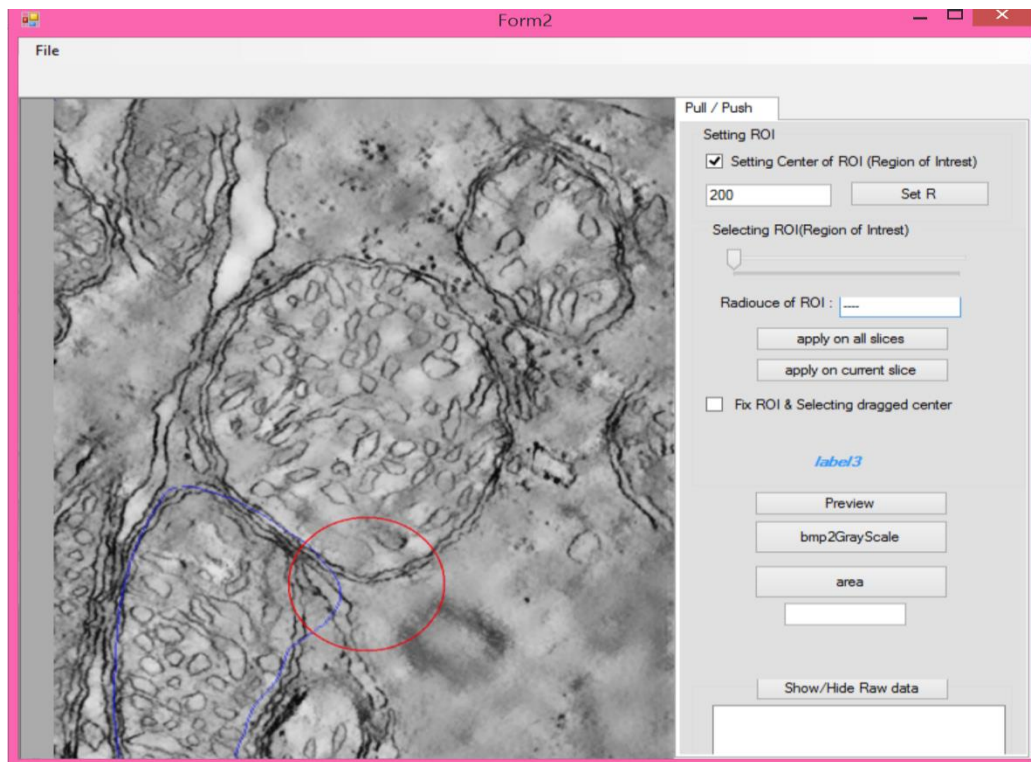 Form2
File
Pull / Push
Setting ROI
Setting Center of ROI (Region of Intrest)
200
Set R
Selecting ROI(Region of Intrest)
Radiouce of ROI :
----
apply on all slices
apply on current slice
Fix ROI & Selecting dragged center
label3
Preview
bmp2GrayScale
area
Show/Hide Raw data